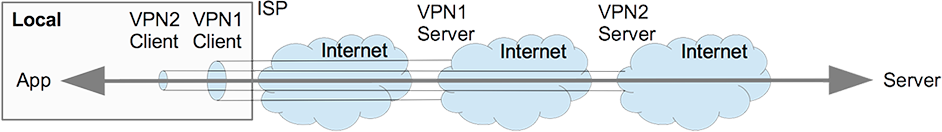 Local
VPN2
Client
VPN1
Client
ISP
Internet
VPN1
Server
Internet
VPN2
Server
Internet
App
Server